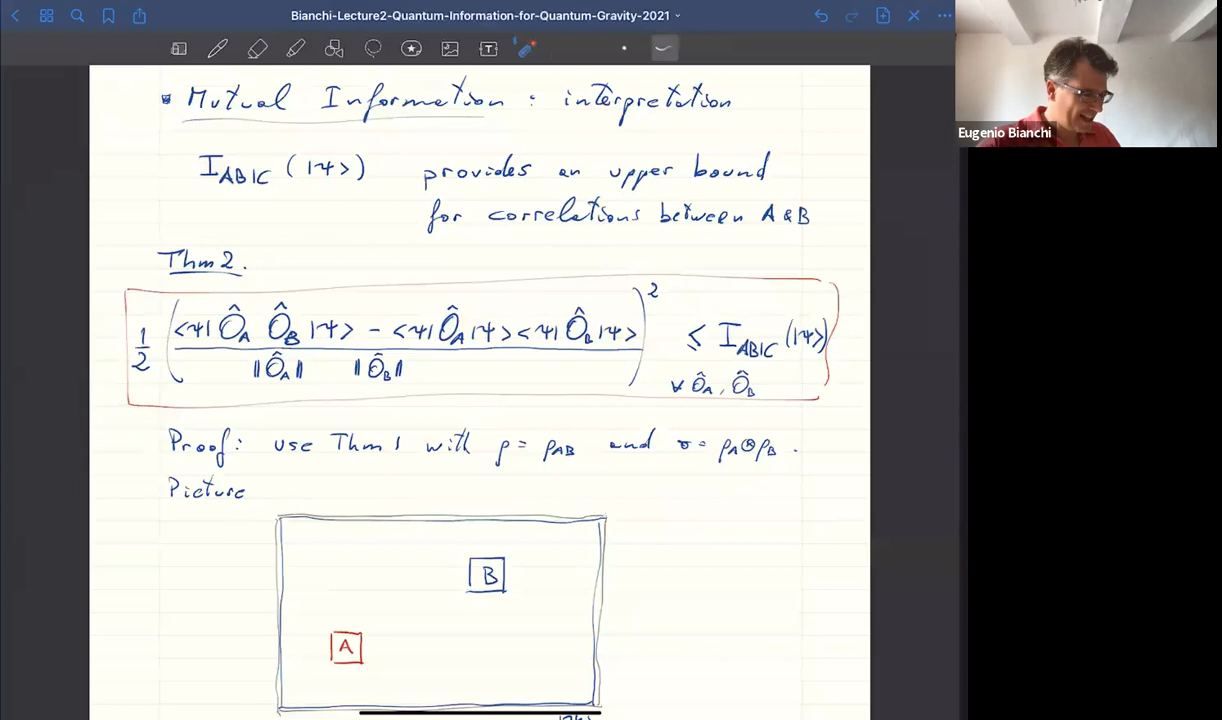 Bianchi-Lecture2-Quantum-Information-for-Quantum-Gravity-2021
Eugenio Bianchi
Mutual Information : interpretation
I_{AB|C} (|ψ>) provides an upper bound
for correlations between A & B
Thm 2.
1/2 ( (<ψ| Ô_A Ô_B |ψ> - <ψ| Ô_A |ψ> <ψ| Ô_B |ψ>) / (‖Ô_A‖ ‖Ô_B‖) )^2 ≤ I_{AB|C} (|ψ>)
∀ Ô_A, Ô_B
Proof: use Thm 1 with ρ = ρ_AB and σ = ρ_A⊗ρ_B .
Picture
B
A